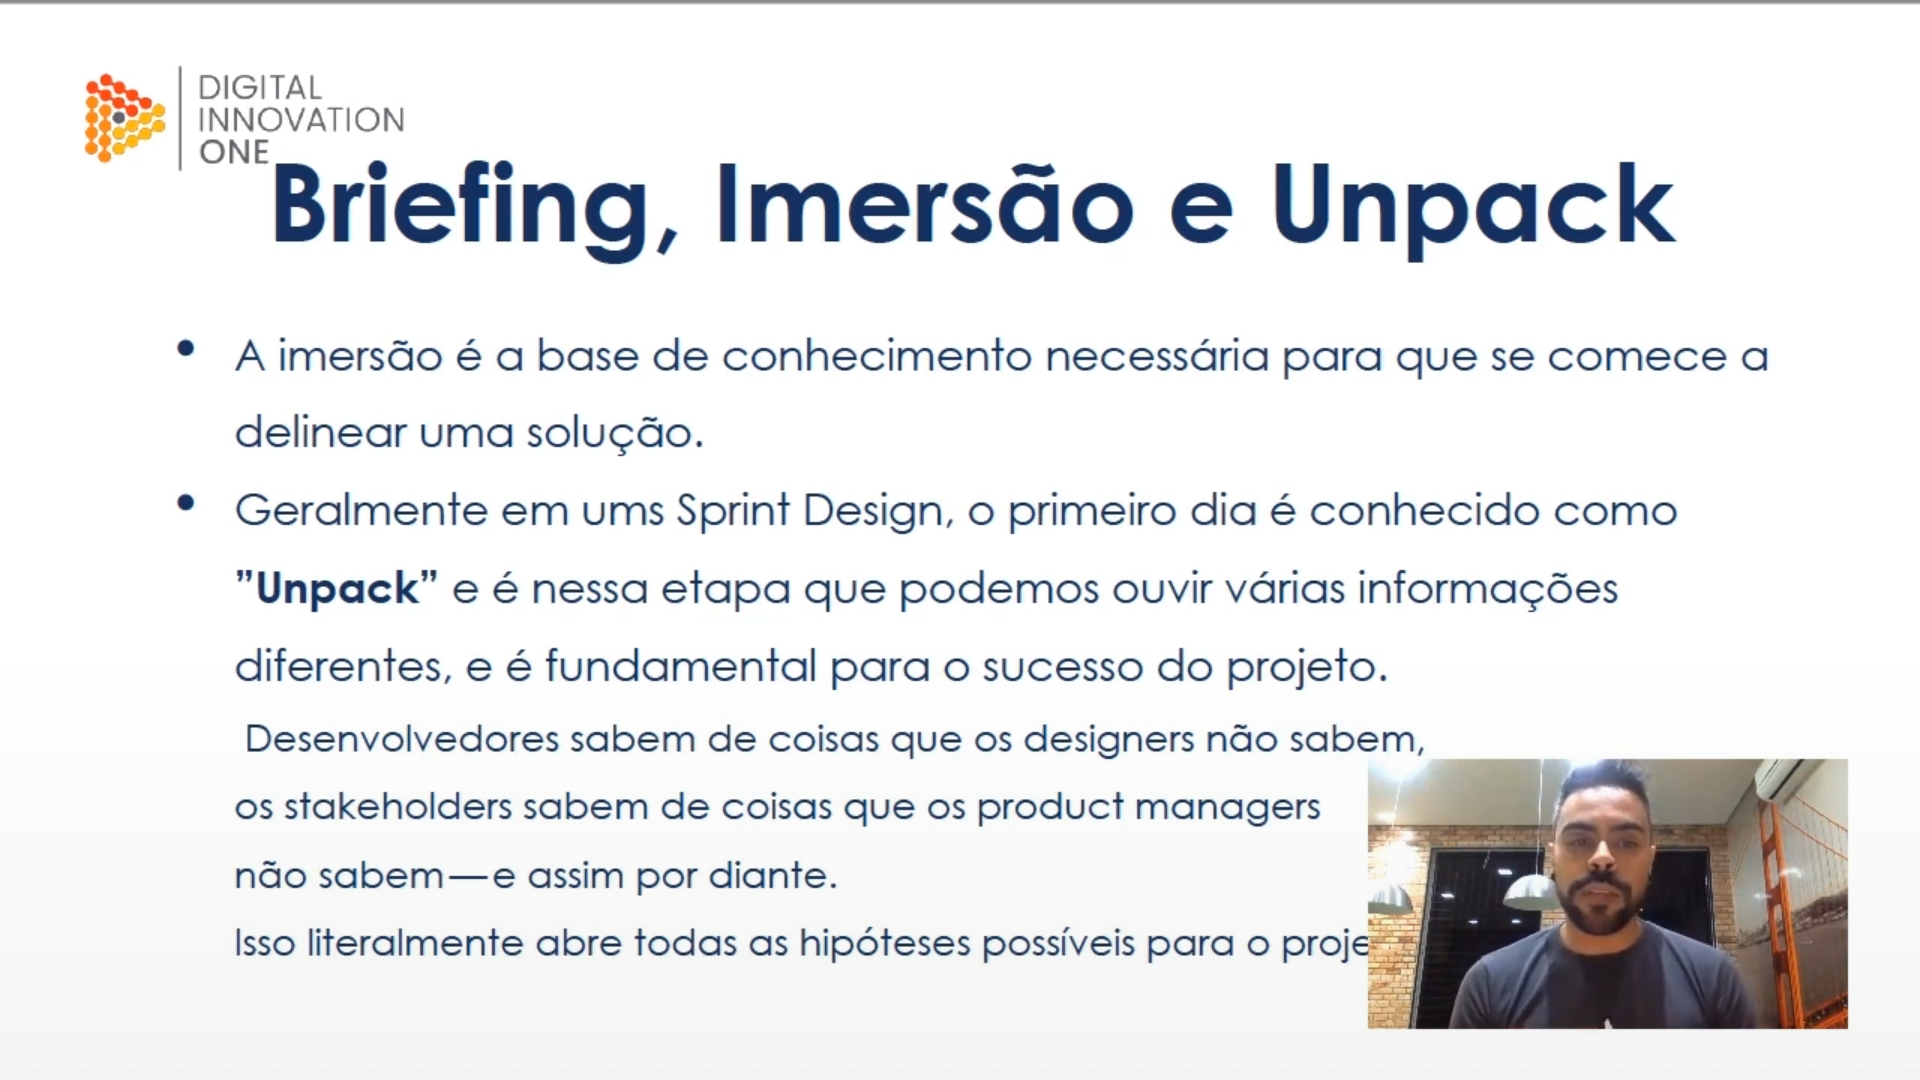 DIGITAL
INNOVATION
ONE
Briefing, Imersão e Unpack
• A imersão é a base de conhecimento necessária para que se comece a
delinear uma solução.
• Geralmente em ums Sprint Design, o primeiro dia é conhecido como
”Unpack” e é nessa etapa que podemos ouvir várias informações
diferentes, e é fundamental para o sucesso do projeto.
Desenvolvedores sabem de coisas que os designers não sabem,
os stakeholders sabem de coisas que os product managers
não sabem — e assim por diante.
Isso literalmente abre todas as hipóteses possíveis para o